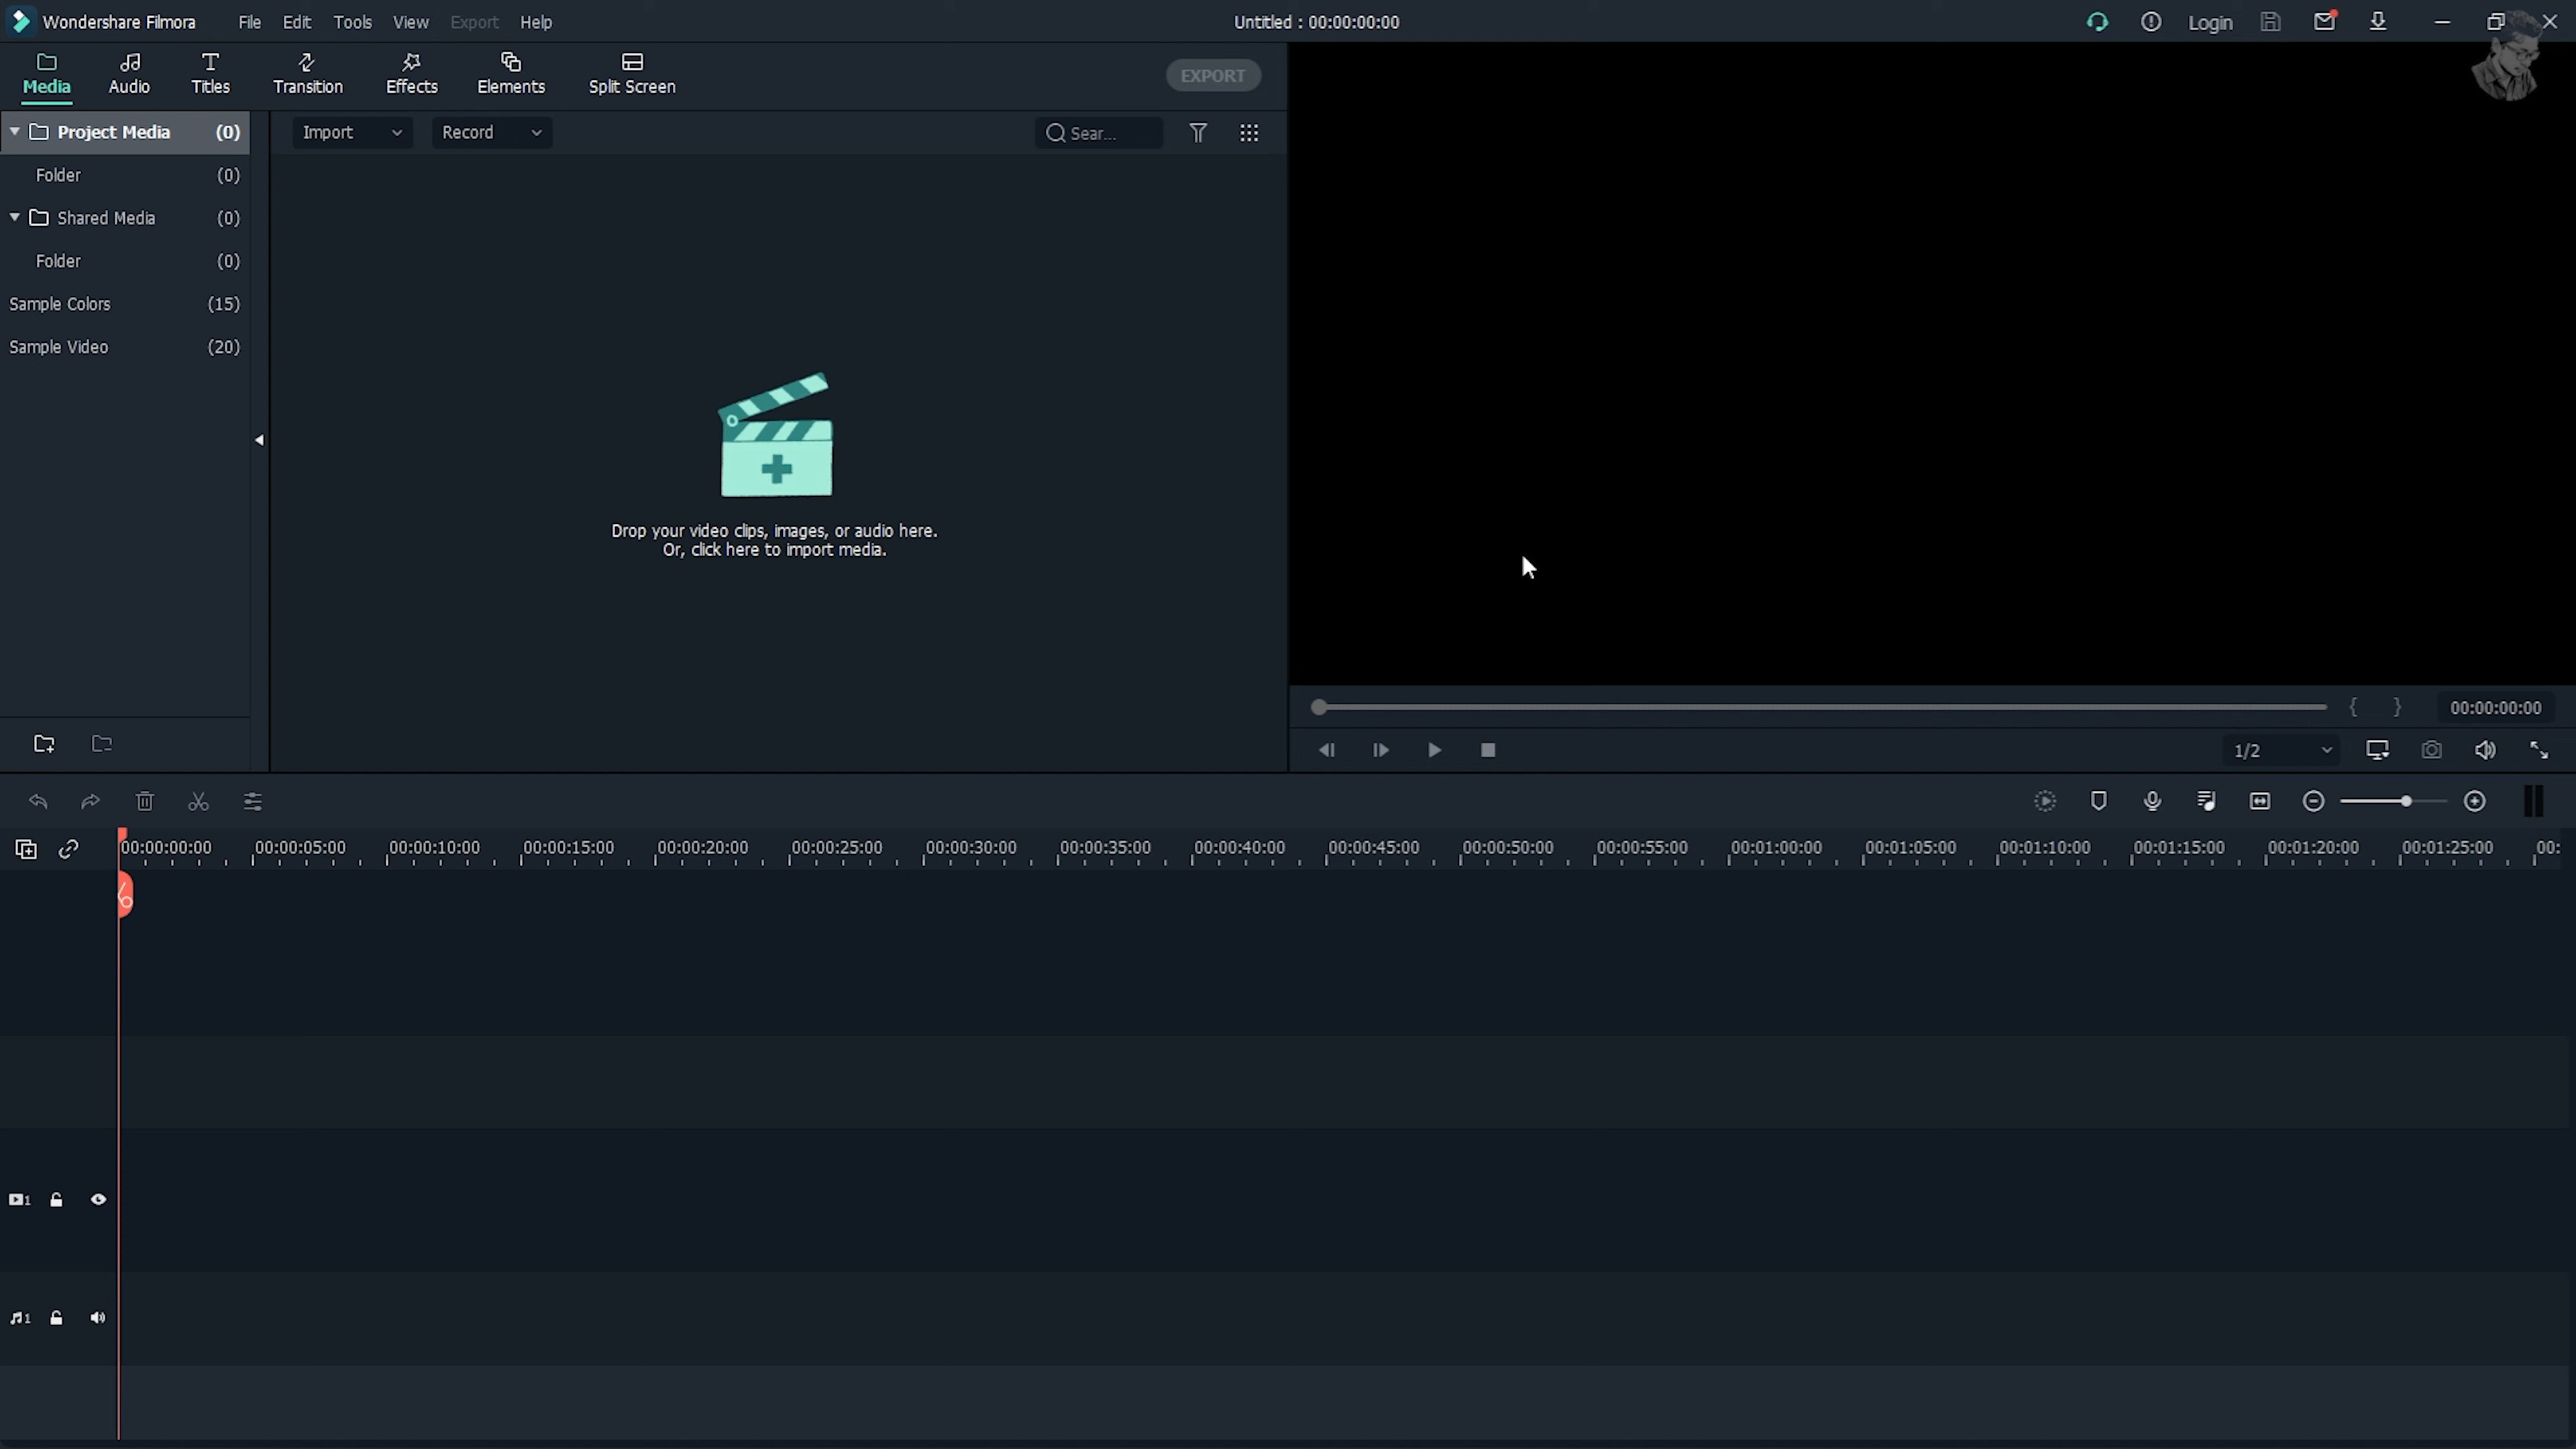 Wondershare Filmora File Edit Tools View Export Help Untitled : 00:00:00:00 Login
Media Audio Titles Transition Effects Elements Split Screen EXPORT
Project Media (0) Import Record Sear...
Folder (0)
Shared Media (0)
Folder (0)
Sample Colors (15)
Sample Video (20)
Drop your video clips, images, or audio here.
Or, click here to import media.
{ } 00:00:00:00
1/2
00:00:00:00 00:00:05:00 00:00:10:00 00:00:15:00 00:00:20:00 00:00:25:00 00:00:30:00 00:00:35:00 00:00:40:00 00:00:45:00 00:00:50:00 00:00:55:00 00:01:00:00 00:01:05:00 00:01:10:00 00:01:15:00 00:01:20:00 00:01:25:00 00:
1
1